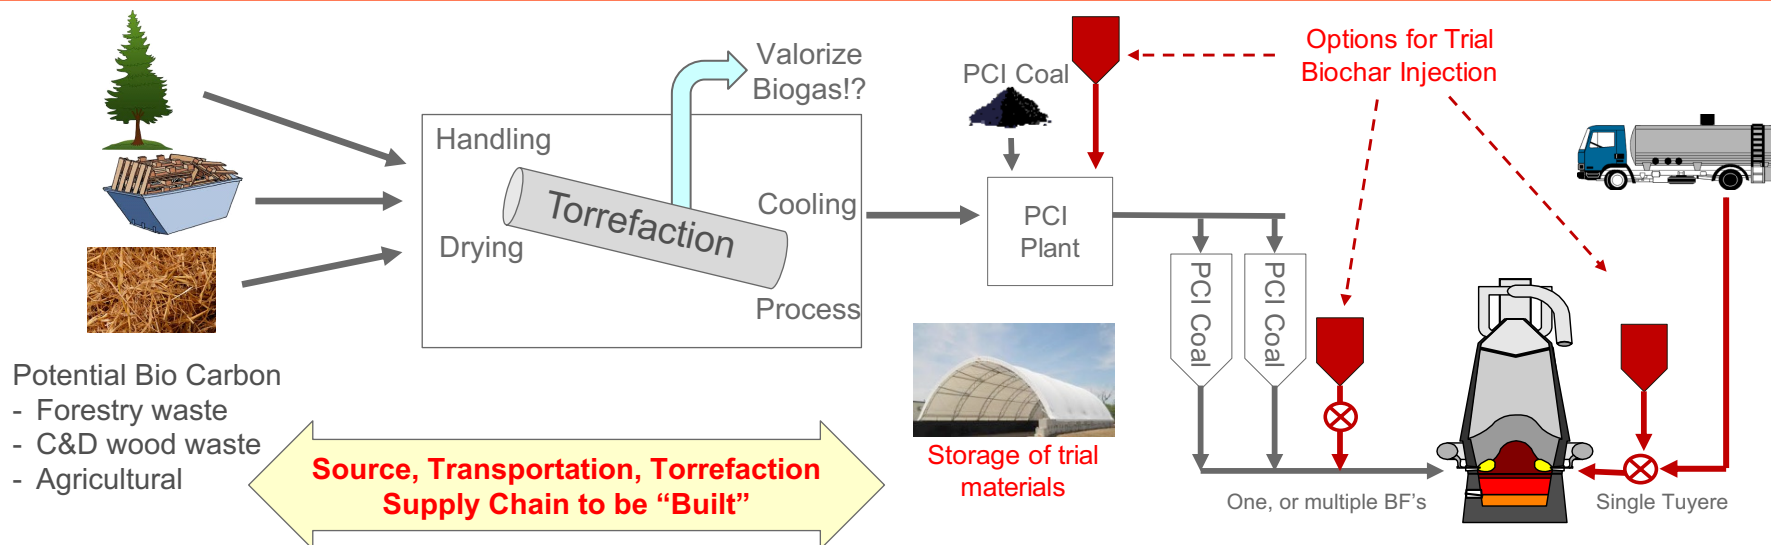 Valorize
Biogas!?
PCI Coal
Options for Trial
Biochar Injection
Handling
Torrefaction
Cooling
Drying
Process
PCI
Plant
PCI Coal
PCI Coal
Potential Bio Carbon
- Forestry waste
- C&D wood waste
- Agricultural
Source, Transportation, Torrefaction
Supply Chain to be “Built”
Storage of trial
materials
One, or multiple BF's
Single Tuyere